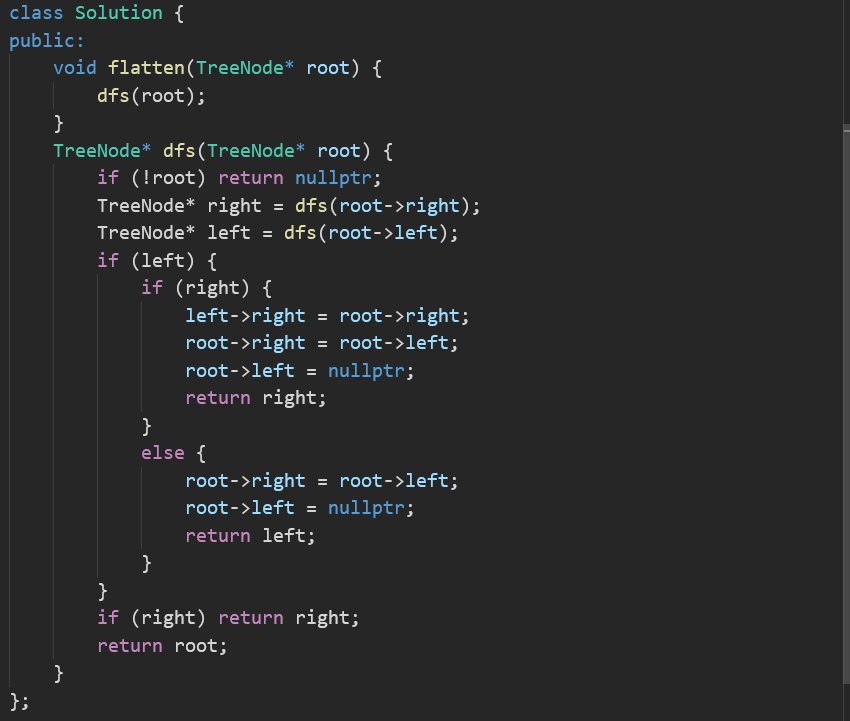 class Solution {
public:
    void flatten(TreeNode* root) {
        dfs(root);
    }
    TreeNode* dfs(TreeNode* root) {
        if (!root) return nullptr;
        TreeNode* right = dfs(root->right);
        TreeNode* left = dfs(root->left);
        if (left) {
            if (right) {
                left->right = root->right;
                root->right = root->left;
                root->left = nullptr;
                return right;
            }
            else {
                root->right = root->left;
                root->left = nullptr;
                return left;
            }
        }
        if (right) return right;
        return root;
    }
};